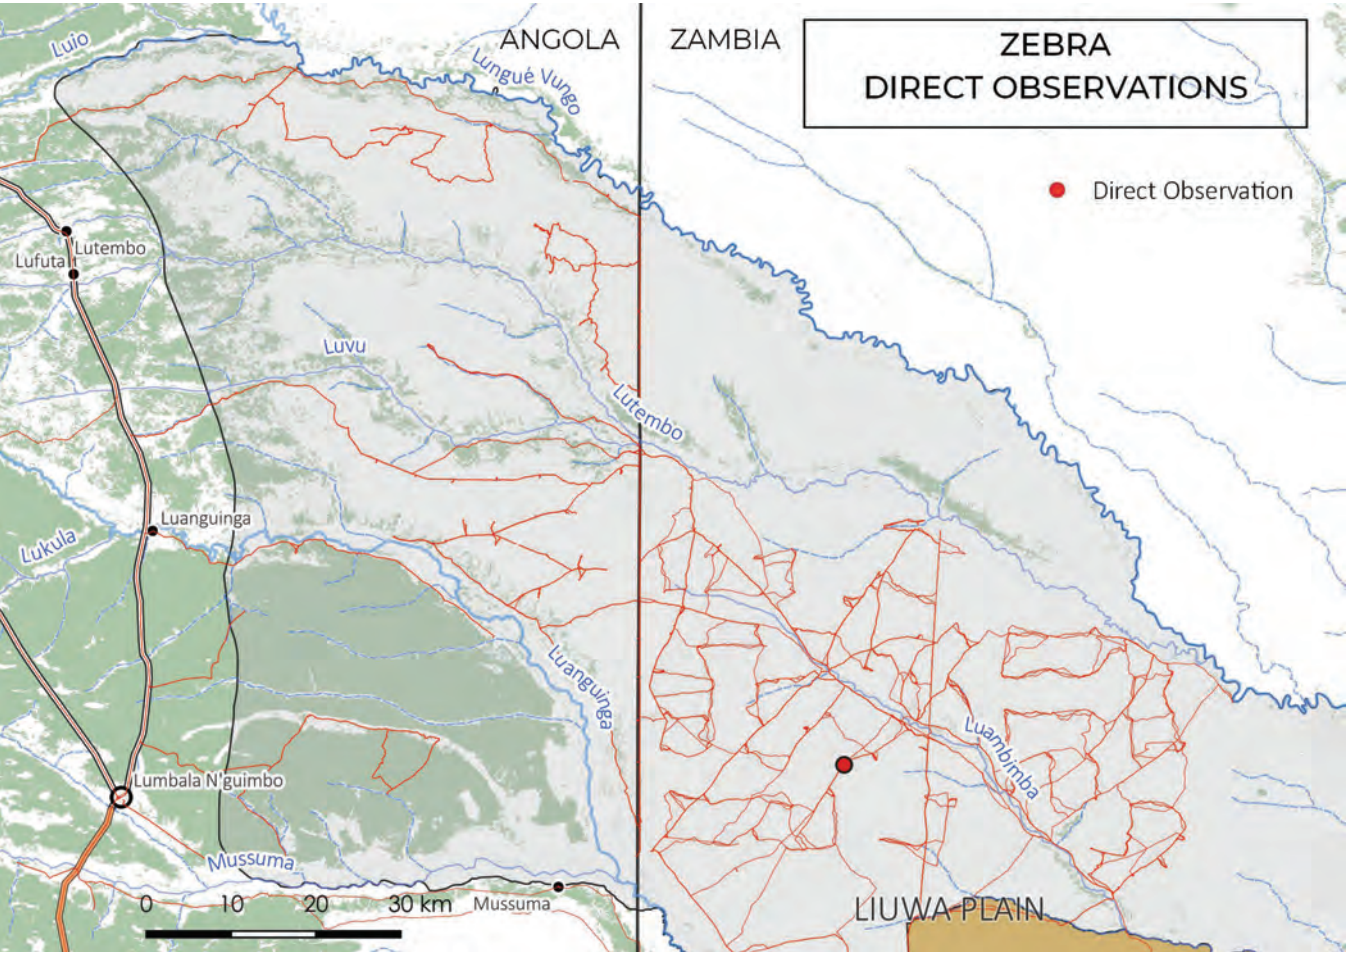 ANGOLA
ZAMBIA
ZEBRA
DIRECT OBSERVATIONS
Direct Observation
Luio
Lungué Vungo
Lutembo
Lufuta
Luvu
Lutembo
Luanguinga
Lukula
Luanguinga
Luambimba
Lumbala N'guimbo
Mussuma
0 10 20 30 km
Mussuma
LIUWA PLAIN